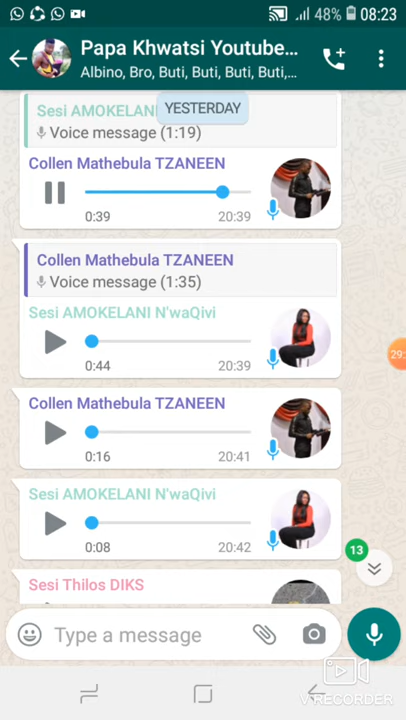 48% 08:23
Papa Khwatsi Youtube...
Albino, Bro, Buti, Buti, Buti, Buti,...
YESTERDAY
Sesi AMOKELANI
Voice message (1:19)
Collen Mathebula TZANEEN
0:39 20:39
Collen Mathebula TZANEEN
Voice message (1:35)
Sesi AMOKELANI N'waQivi
0:44 20:39
Collen Mathebula TZANEEN
0:16 20:41
Sesi AMOKELANI N'waQivi
0:08 20:42
13
Sesi Thilos DIKS
Type a message
V RECORDER